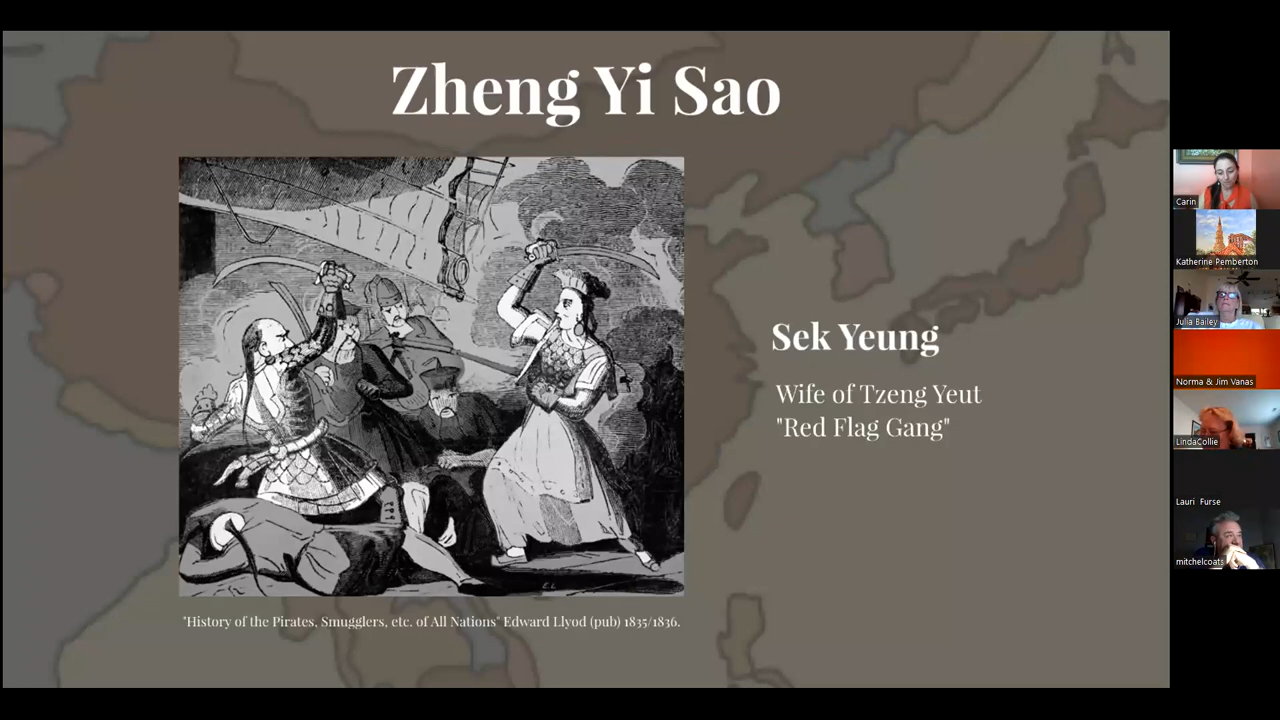 Zheng Yi Sao
Sek Yeung
Wife of Tzeng Yeut
"Red Flag Gang"
"History of the Pirates, Smugglers, etc. of All Nations" Edward Llyod (pub) 1835/1836.
Carin
Katherine Pemberton
Julia Bailey
Norma & Jim Vanas
LindaCollie
Lauri Furse
mitchelcoats